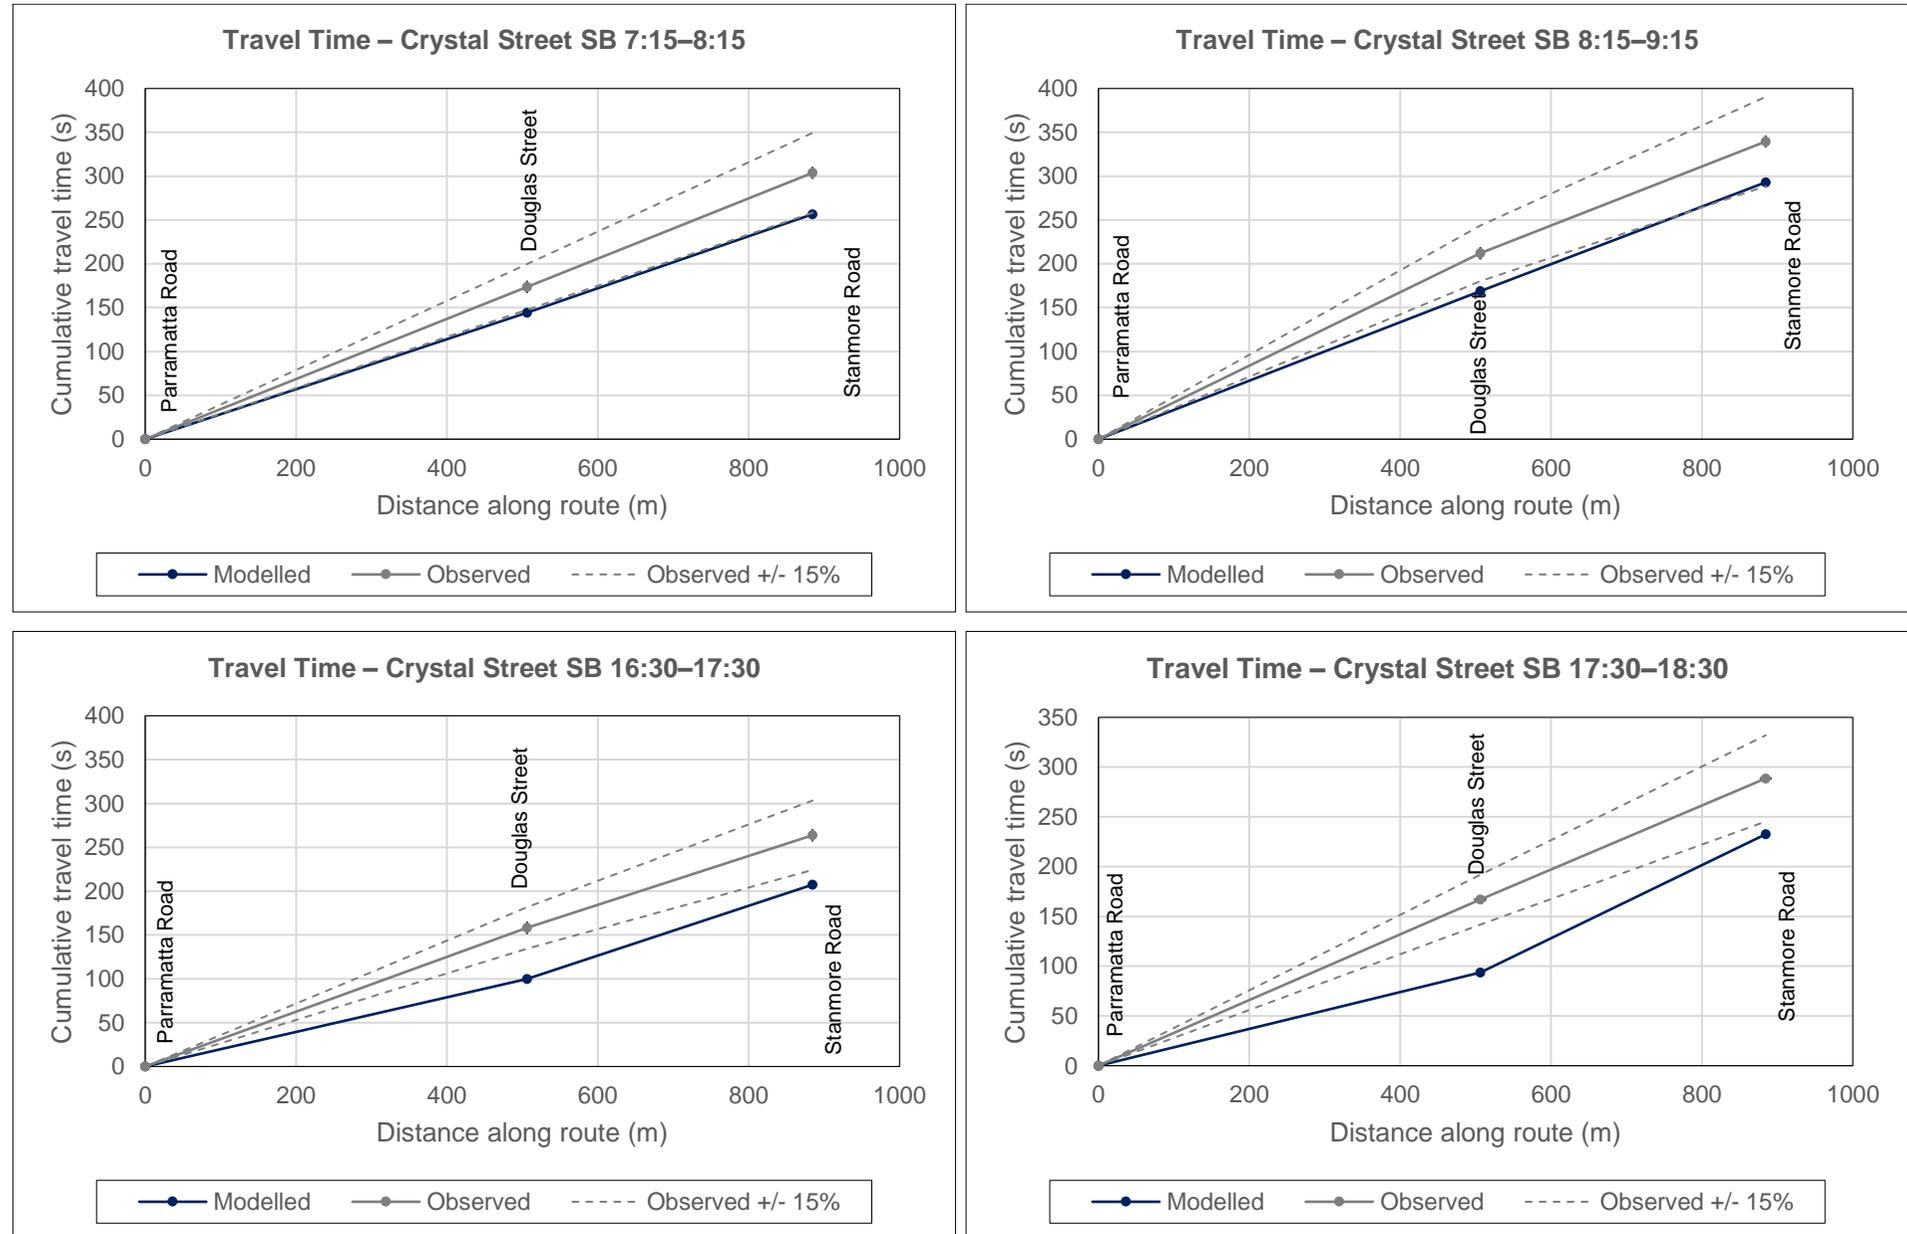 Travel Time – Crystal Street SB 7:15–8:15
Cumulative travel time (s)
400
350
300
250
200
150
100
50
0
Parramatta Road
Douglas Street
Stanmore Road
0 200 400 600 800 1000
Distance along route (m)
Modelled Observed Observed +/- 15%
Travel Time – Crystal Street SB 8:15–9:15
Cumulative travel time (s)
400
350
300
250
200
150
100
50
0
Parramatta Road
Douglas Street
Stanmore Road
0 200 400 600 800 1000
Distance along route (m)
Modelled Observed Observed +/- 15%
Travel Time – Crystal Street SB 16:30–17:30
Cumulative travel time (s)
400
350
300
250
200
150
100
50
0
Parramatta Road
Douglas Street
Stanmore Road
0 200 400 600 800 1000
Distance along route (m)
Modelled Observed Observed +/- 15%
Travel Time – Crystal Street SB 17:30–18:30
Cumulative travel time (s)
350
300
250
200
150
100
50
0
Parramatta Road
Douglas Street
Stanmore Road
0 200 400 600 800 1000
Distance along route (m)
Modelled Observed Observed +/- 15%